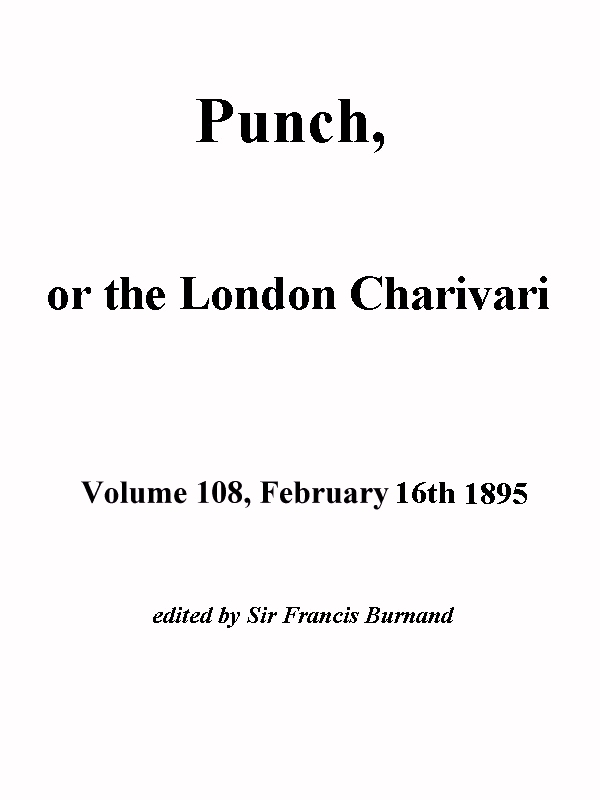 Punch,
or the London Charivari
Volume 108, February 16th 1895
edited by Sir Francis Burnand